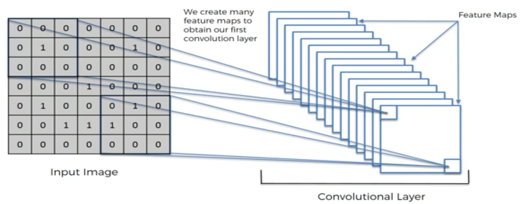 We create many
feature maps to
obtain our first
convolution layer
Feature Maps
0 0 0 0 0 0 0
0 1 0 0 0 1 0
0 0 0 0 0 0 0
0 0 0 1 0 0 0
0 1 0 0 0 1 0
0 0 1 1 1 0 0
0 0 0 0 0 0 0
Input Image
Convolutional Layer